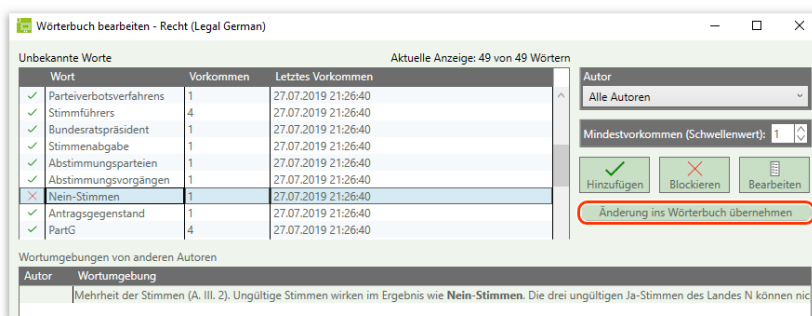 Wörterbuch bearbeiten - Recht (Legal German)
Unbekannte Worte Aktuelle Anzeige: 49 von 49 Wörtern
Wort Vorkommen Letztes Vorkommen
Parteiverbotsverfahrens 1 27.07.2019 21:26:40
Stimmführers 4 27.07.2019 21:26:40
Bundesratspräsident 1 27.07.2019 21:26:40
Stimmenabgabe 1 27.07.2019 21:26:40
Abstimmungsparteien 1 27.07.2019 21:26:40
Abstimmungsvorgängen 1 27.07.2019 21:26:40
Nein-Stimmen 1 27.07.2019 21:26:40
Antragsgegenstand 1 27.07.2019 21:26:40
PartG 4 27.07.2019 21:26:40
Autor
Alle Autoren
Mindestvorkommen (Schwellenwert): 1
Hinzufügen Blockieren Bearbeiten
Änderung ins Wörterbuch übernehmen
Wortumgebungen von anderen Autoren
Autor Wortumgebung
Mehrheit der Stimmen (A. III. 2). Ungültige Stimmen wirken im Ergebnis wie Nein-Stimmen. Die drei ungültigen Ja-Stimmen des Landes N können nic